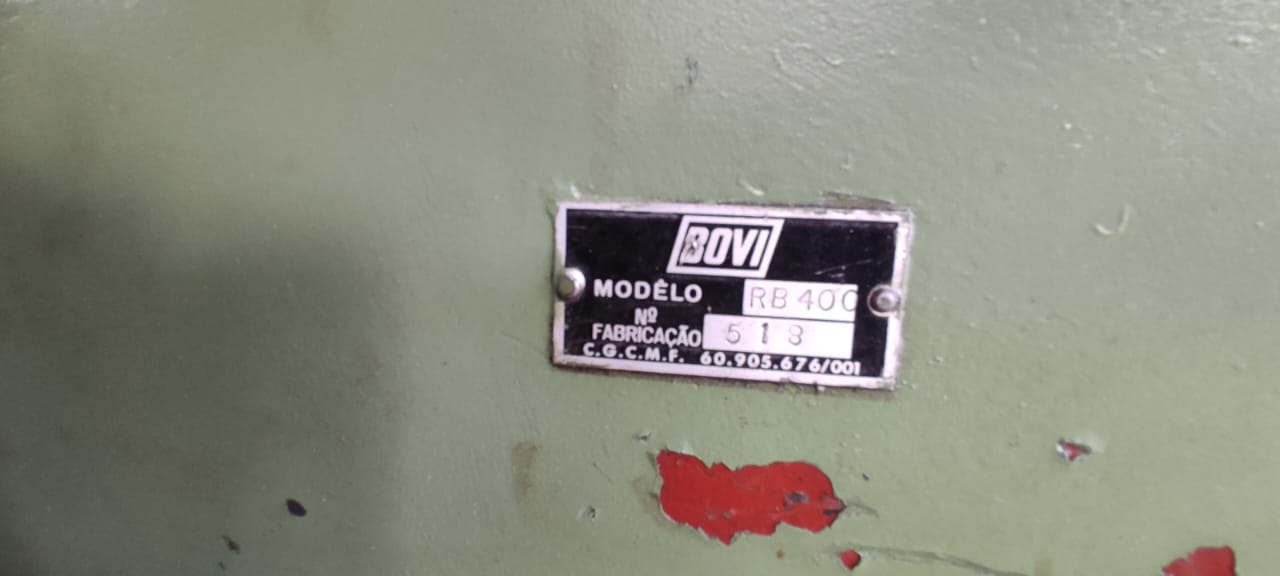 BOVI
MODÊLO RB 400
Nº
FABRICAÇÃO 518
C.G.C.M.F. 60.905.676/001